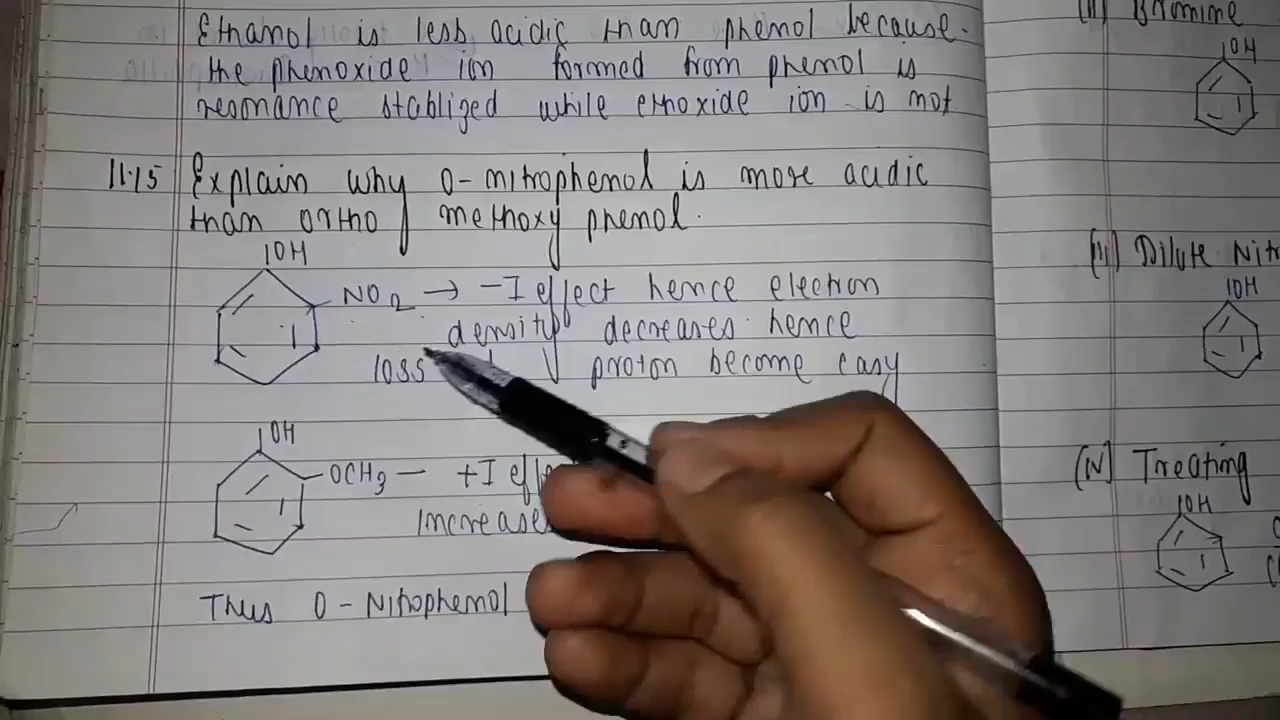 Ethanol is less acidic than phenol because
the phenoxide ion formed from phenol is
resonance stablized while ethoxide ion is not
11.15 Explain why O-nitrophenol is more acidic
than ortho methoxy phenol.
OH
NO2 → -I effect hence electron
density decreases hence
loss proton become easy
OH
OCH3 - +I
Increases
Thus O-Nitrophenol
Bromine
OH
Dilute
OH
(IV) Treating
OH